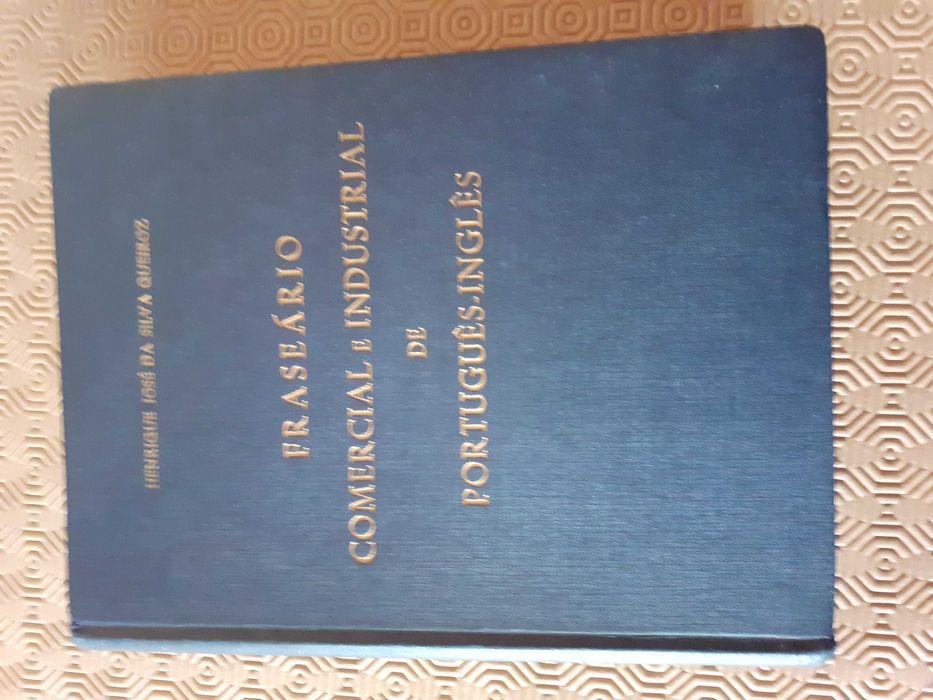 HENRIQUE JOSÉ DA SILVA QUEIROZ
FRASEÁRIO
COMERCIAL E INDUSTRIAL
DE
PORTUGUÊS-INGLÊS